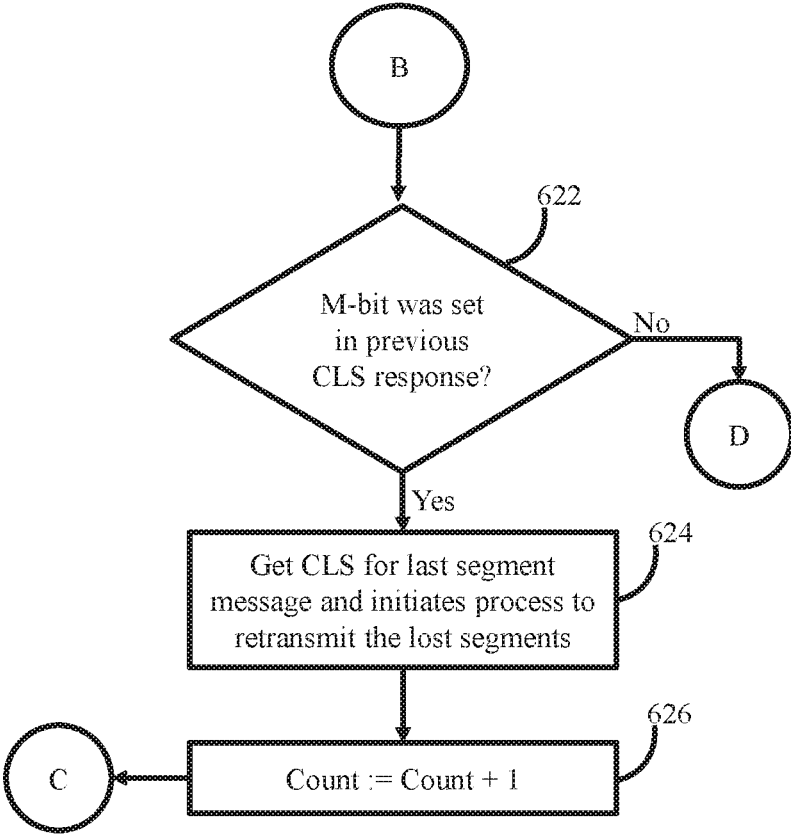 B
622
M-bit was set
in previous
CLS response?
No
D
Yes
624
Get CLS for last segment
message and initiates process to
retransmit the lost segments
626
C
Count := Count + 1